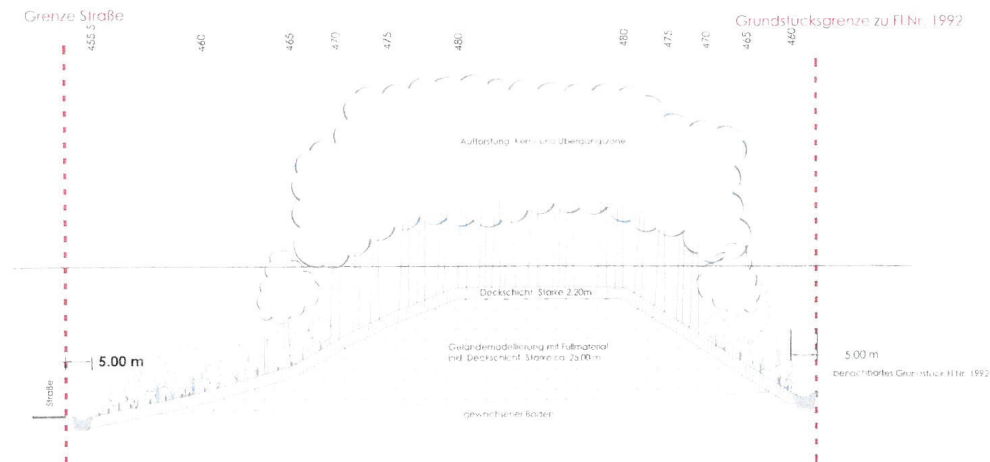 Grenze Straße
Grundstücksgrenze zu Fl.Nr. 1992
455.5
460
465
470
475
480
480
475
470
465
460
Aufforstung: Kern- und Übergangszone
Deckschicht Stärke 2.20m
5.00 m
Geländemodellierung mit Füllmaterial
inkl. Deckschicht Stärke ca. 25.00 m
5.00 m
benachbartes Grundstück Fl.Nr. 1992
Straße
gewachsener Boden